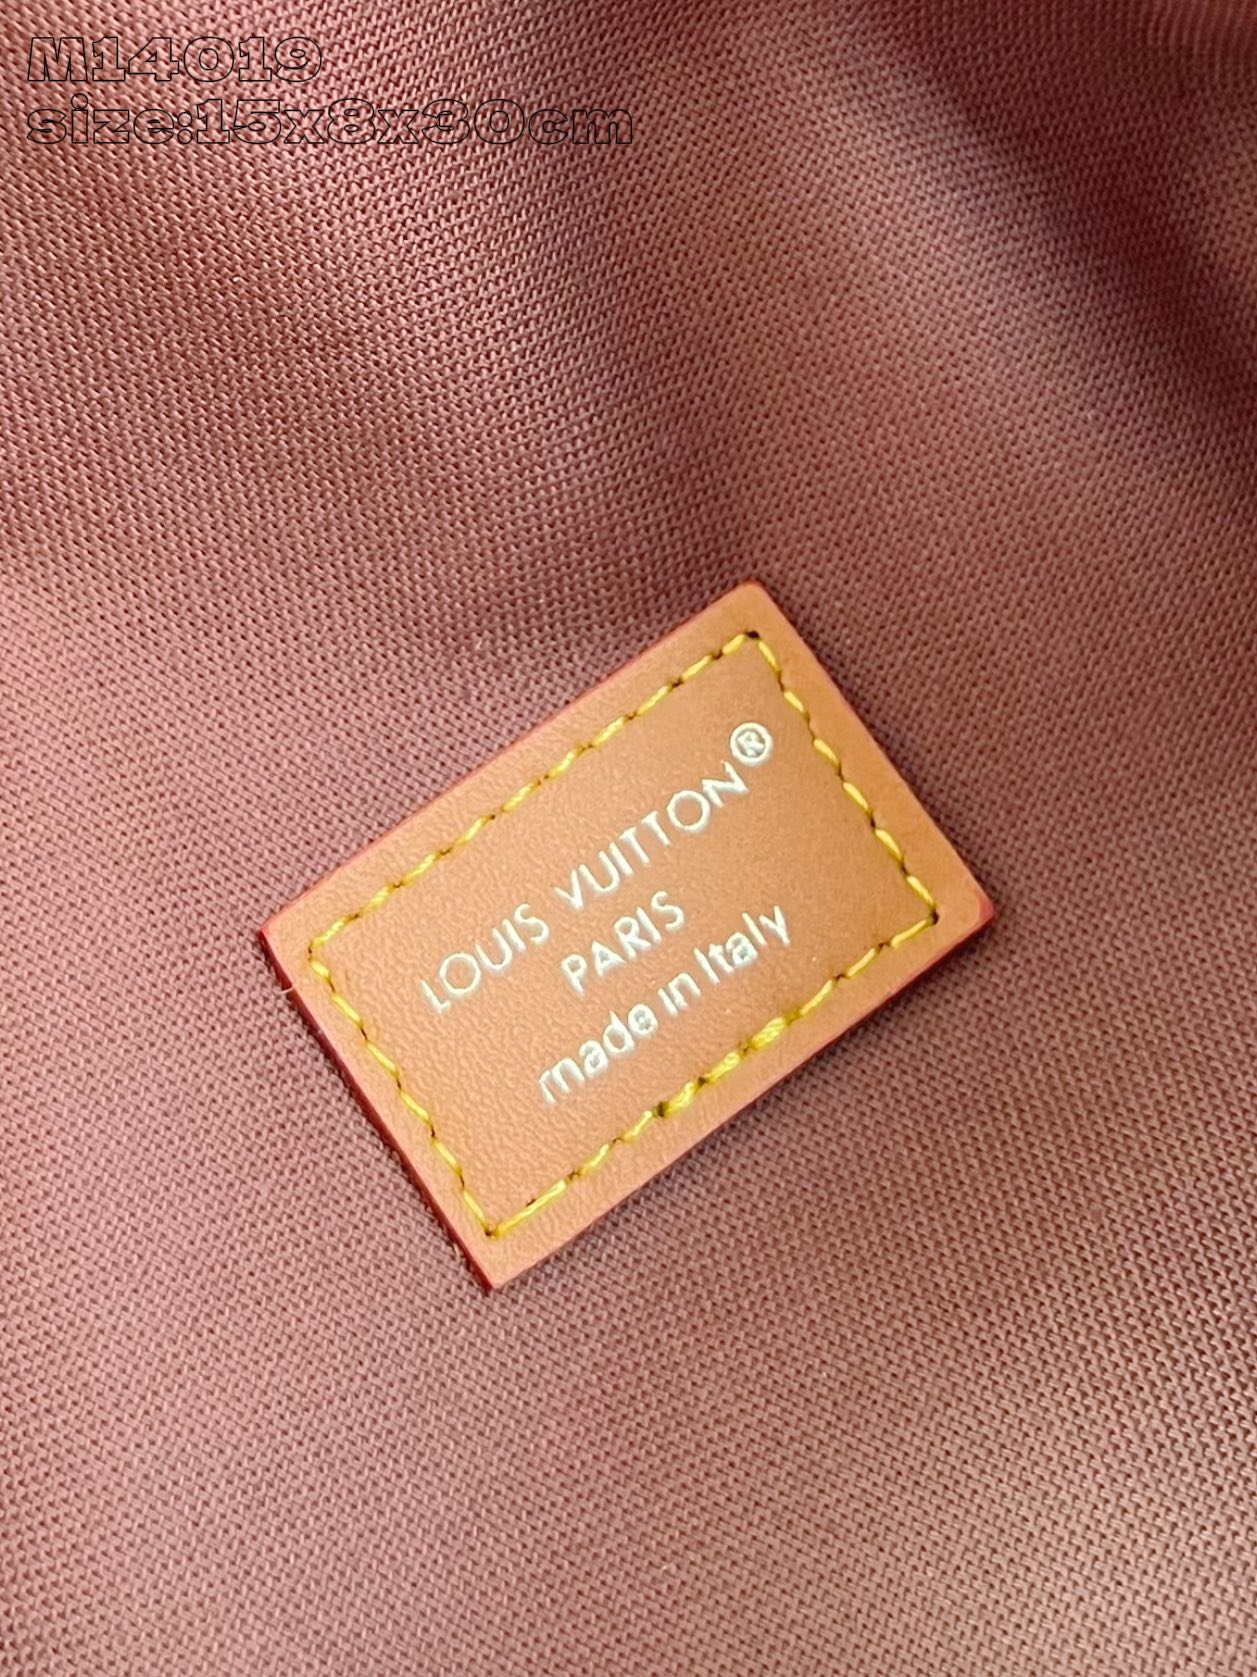 M14019
size:15x8x30cm
LOUIS VUITTON®
PARIS
made in Italy